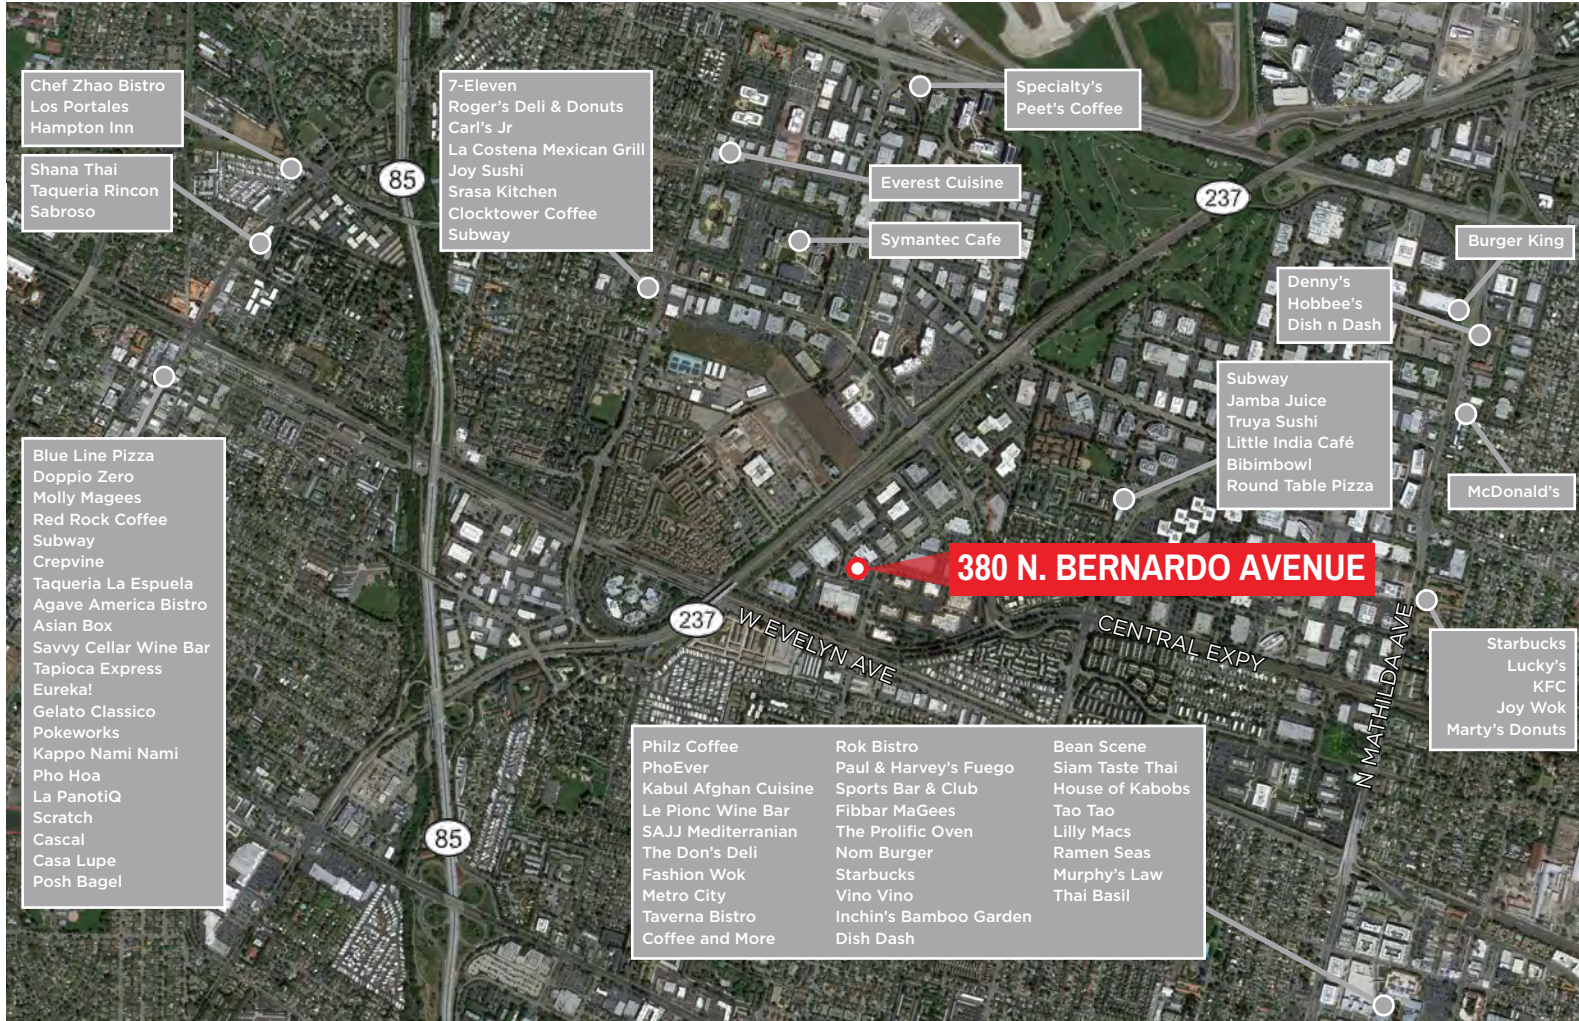 Chef Zhao Bistro
Los Portales
Hampton Inn
Shana Thai
Taqueria Rincon
Sabroso
85
7-Eleven
Roger's Deli & Donuts
Carl's Jr
La Costena Mexican Grill
Joy Sushi
Srasa Kitchen
Clocktower Coffee
Subway
Specialty's
Peet's Coffee
Everest Cuisine
Symantec Cafe
237
Burger King
Denny's
Hobbee's
Dish n Dash
Subway
Jamba Juice
Truya Sushi
Little India Café
Bibimbowl
Round Table Pizza
McDonald's
Blue Line Pizza
Doppio Zero
Molly Magees
Red Rock Coffee
Subway
Crepvine
Taqueria La Espuela
Agave America Bistro
Asian Box
Savvy Cellar Wine Bar
Tapioca Express
Eureka!
Gelato Classico
Pokeworks
Kappo Nami Nami
Pho Hoa
La PanotiQ
Scratch
Cascal
Casa Lupe
Posh Bagel
380 N. BERNARDO AVENUE
237
W EVELYN AVE
CENTRAL EXPY
N MATHILDA AVE
Starbucks
Lucky's
KFC
Joy Wok
Marty's Donuts
85
Philz Coffee
PhoEver
Kabul Afghan Cuisine
Le Pionc Wine Bar
SAJJ Mediterranian
The Don's Deli
Fashion Wok
Metro City
Taverna Bistro
Coffee and More
Rok Bistro
Paul & Harvey's Fuego
Sports Bar & Club
Fibbar MaGees
The Prolific Oven
Nom Burger
Starbucks
Vino Vino
Inchin's Bamboo Garden
Dish Dash
Bean Scene
Siam Taste Thai
House of Kabobs
Tao Tao
Lilly Macs
Ramen Seas
Murphy's Law
Thai Basil